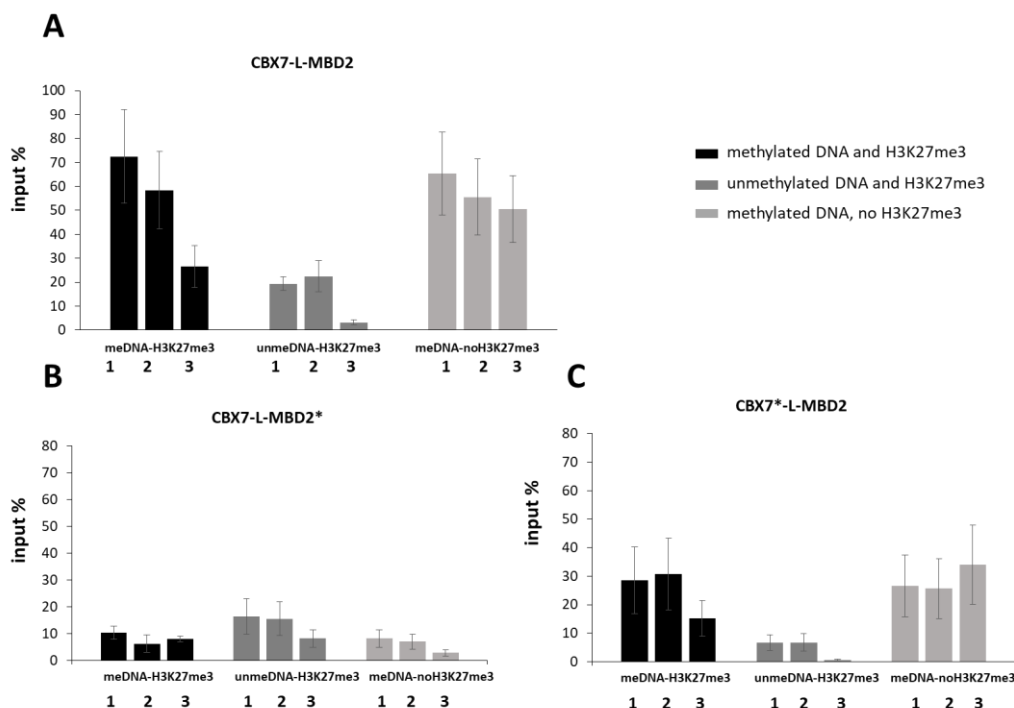 A
CBX7-L-MBD2
input %
100
90
80
70
60
50
40
30
20
10
0
meDNA-H3K27me3 unmeDNA-H3K27me3 meDNA-noH3K27me3
1 2 3 1 2 3 1 2 3
methylated DNA and H3K27me3
unmethylated DNA and H3K27me3
methylated DNA, no H3K27me3
B
CBX7-L-MBD2*
input %
80
70
60
50
40
30
20
10
0
meDNA-H3K27me3 unmeDNA-H3K27me3 meDNA-noH3K27me3
1 2 3 1 2 3 1 2 3
C
CBX7*-L-MBD2
input %
80
70
60
50
40
30
20
10
0
meDNA-H3K27me3 unmeDNA-H3K27me3 meDNA-noH3K27me3
1 2 3 1 2 3 1 2 3